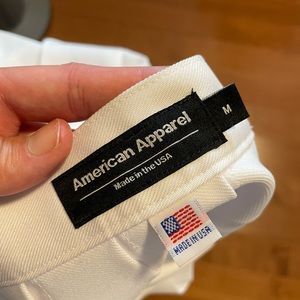 American Apparel
Made in the USA
M
MADE IN USA